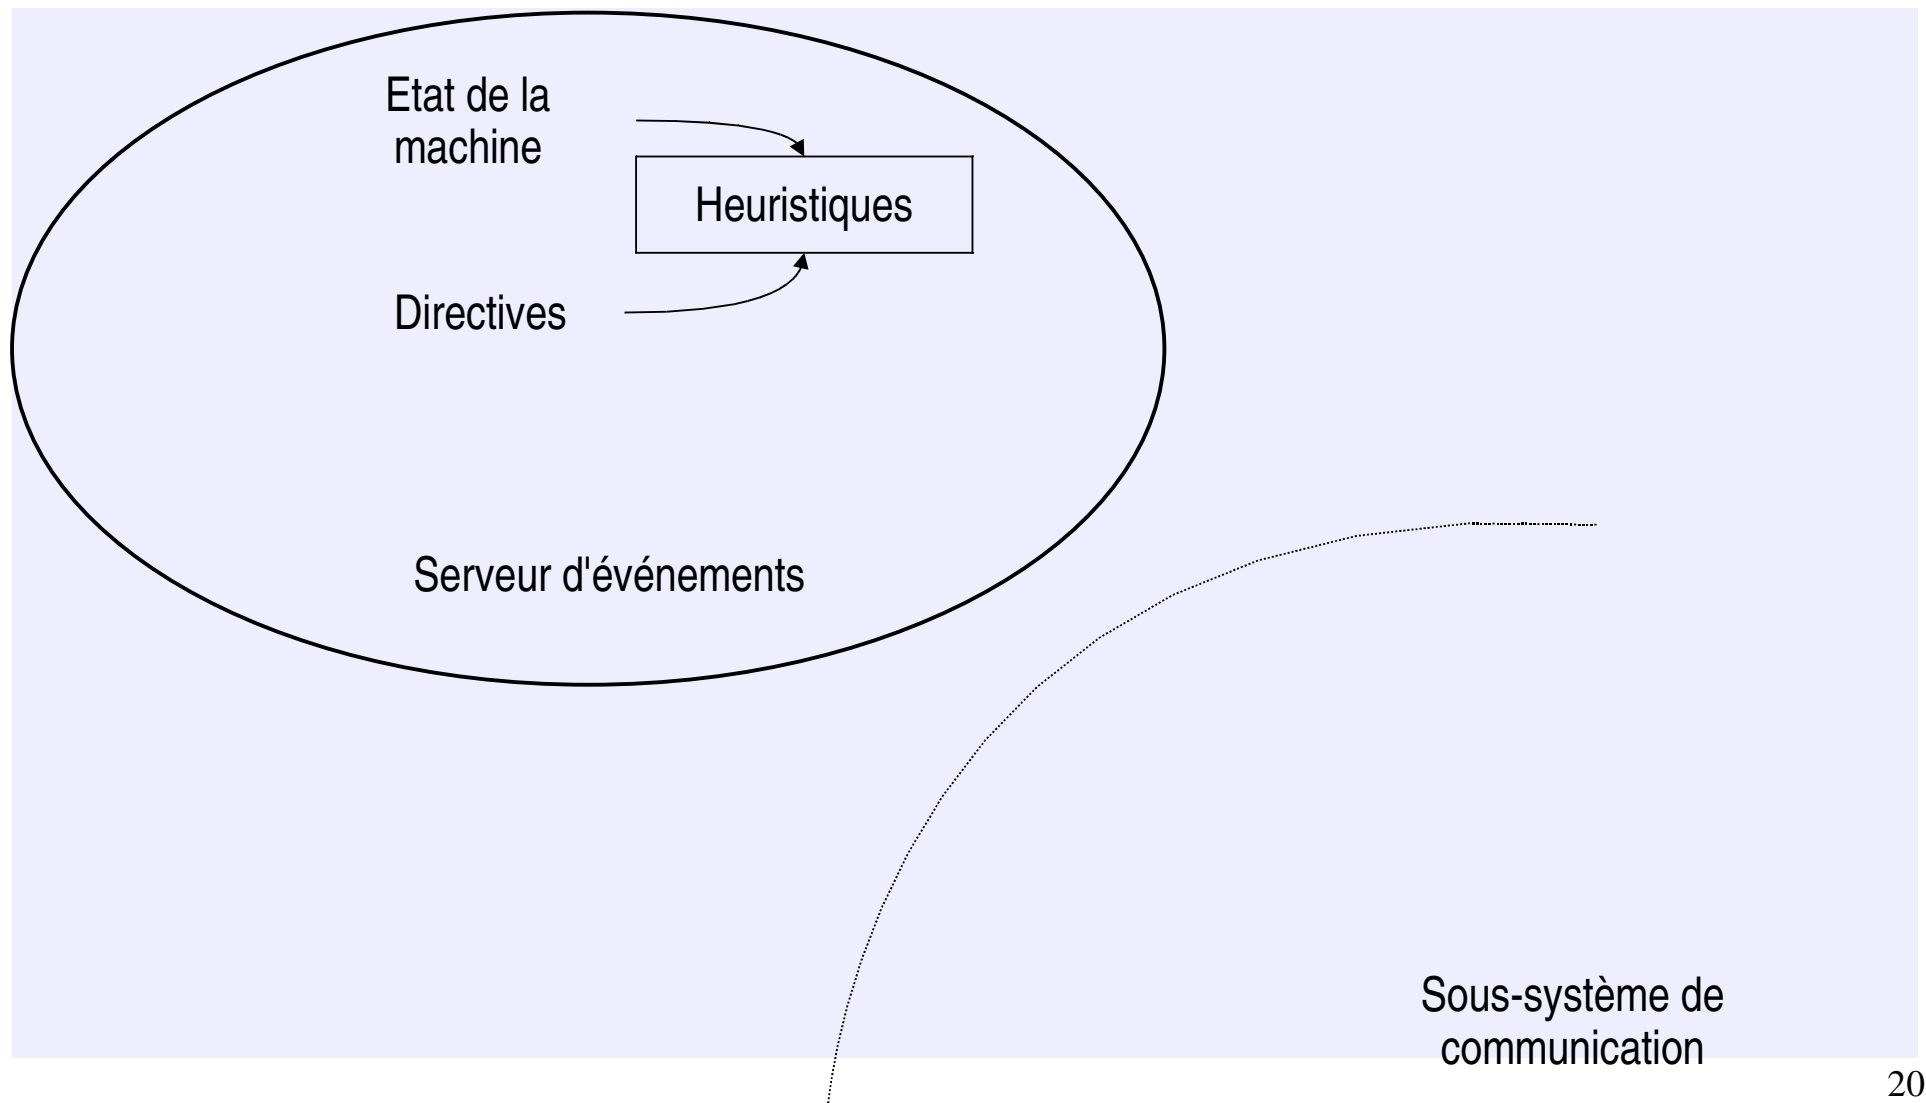 Etat de la
machine
Heuristiques
Directives
Serveur d'événements
Sous-système de
communication
20